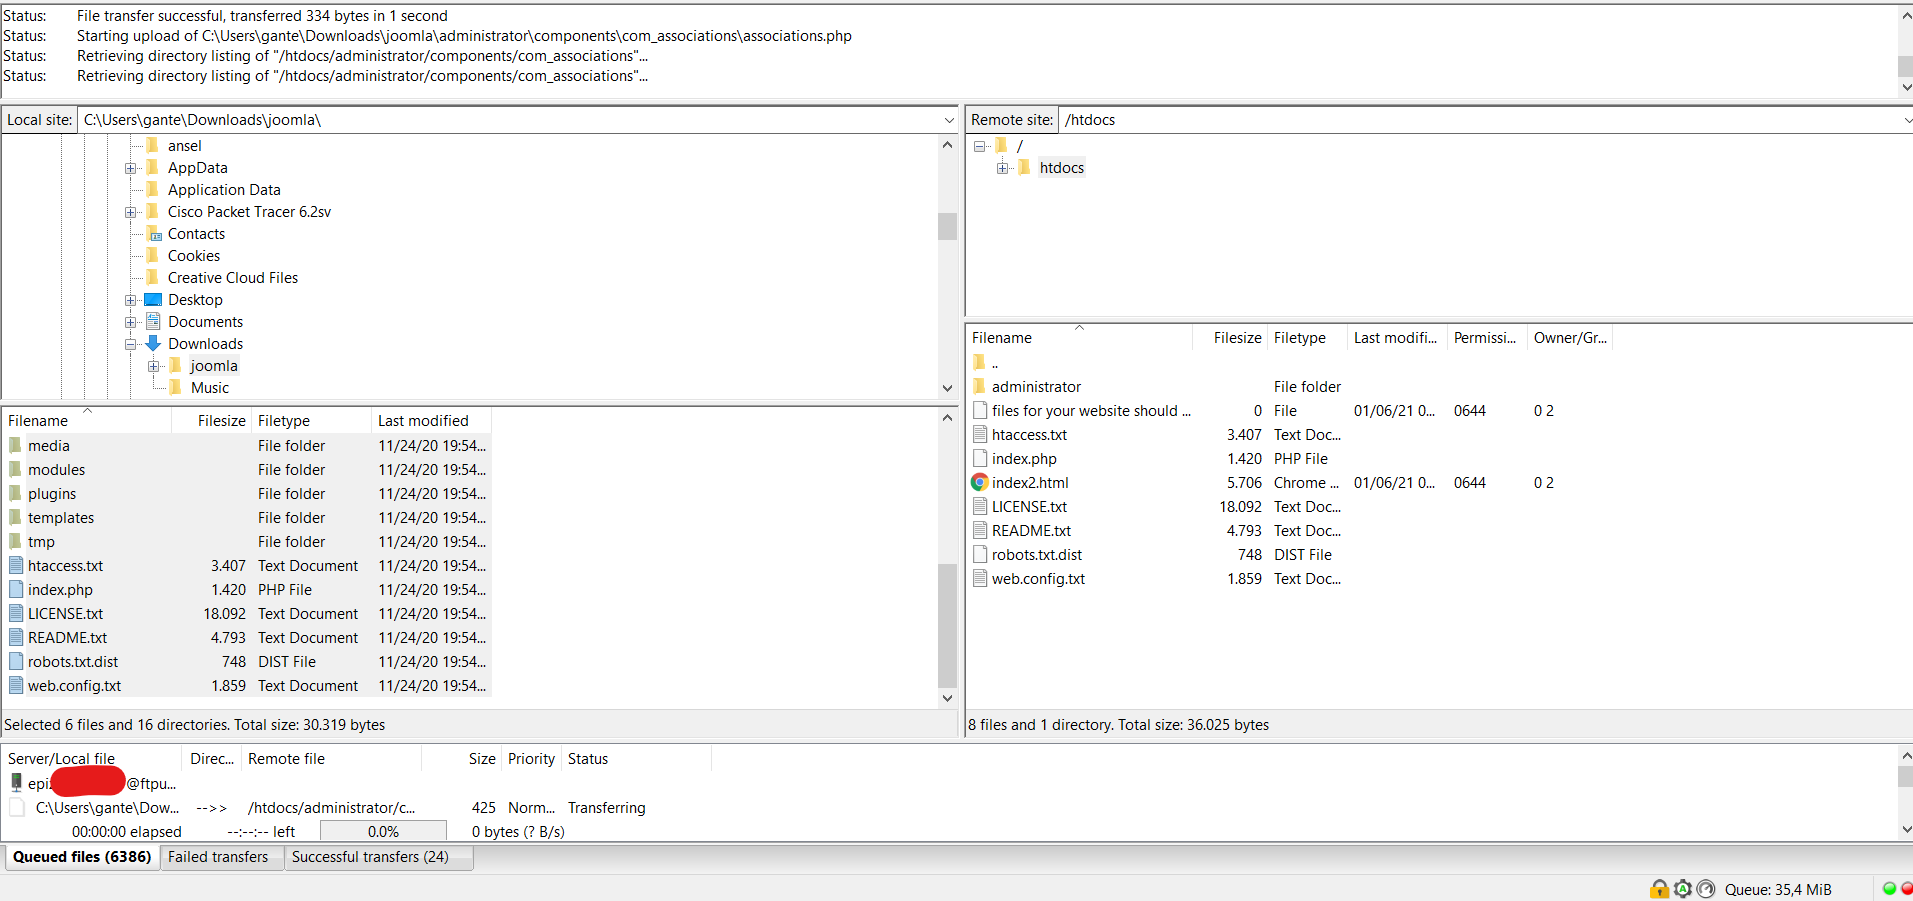 Status: File transfer successful, transferred 334 bytes in 1 second
Status: Starting upload of C:\Users\gante\Downloads\joomla\administrator\components\com_associations\associations.php
Status: Retrieving directory listing of "/htdocs/administrator/components/com_associations"...
Status: Retrieving directory listing of "/htdocs/administrator/components/com_associations"...
Local site: C:\Users\gante\Downloads\joomla\
ansel
AppData
Application Data
Cisco Packet Tracer 6.2sv
Contacts
Cookies
Creative Cloud Files
Desktop
Documents
Downloads
joomla
Music
Filename Filesize Filetype Last modified
media File folder 11/24/20 19:54...
modules File folder 11/24/20 19:54...
plugins File folder 11/24/20 19:54...
templates File folder 11/24/20 19:54...
tmp File folder 11/24/20 19:54...
htaccess.txt 3.407 Text Document 11/24/20 19:54...
index.php 1.420 PHP File 11/24/20 19:54...
LICENSE.txt 18.092 Text Document 11/24/20 19:54...
README.txt 4.793 Text Document 11/24/20 19:54...
robots.txt.dist 748 DIST File 11/24/20 19:54...
web.config.txt 1.859 Text Document 11/24/20 19:54...
Selected 6 files and 16 directories. Total size: 30.319 bytes
Remote site: /htdocs
/
htdocs
Filename Filesize Filetype Last modifi... Permissi... Owner/Gr...
..
administrator File folder
files for your website should ... 0 File 01/06/21 0... 0644 0 2
htaccess.txt 3.407 Text Doc...
index.php 1.420 PHP File
index2.html 5.706 Chrome ... 01/06/21 0... 0644 0 2
LICENSE.txt 18.092 Text Doc...
README.txt 4.793 Text Doc...
robots.txt.dist 748 DIST File
web.config.txt 1.859 Text Doc...
8 files and 1 directory. Total size: 36.025 bytes
Server/Local file Direc... Remote file Size Priority Status
epi @ftpu...
C:\Users\gante\Dow... -->> /htdocs/administrator/c... 425 Norm... Transferring
00:00:00 elapsed --:--:-- left 0.0% 0 bytes (? B/s)
Queued files (6386) Failed transfers Successful transfers (24)
Queue: 35,4 MiB